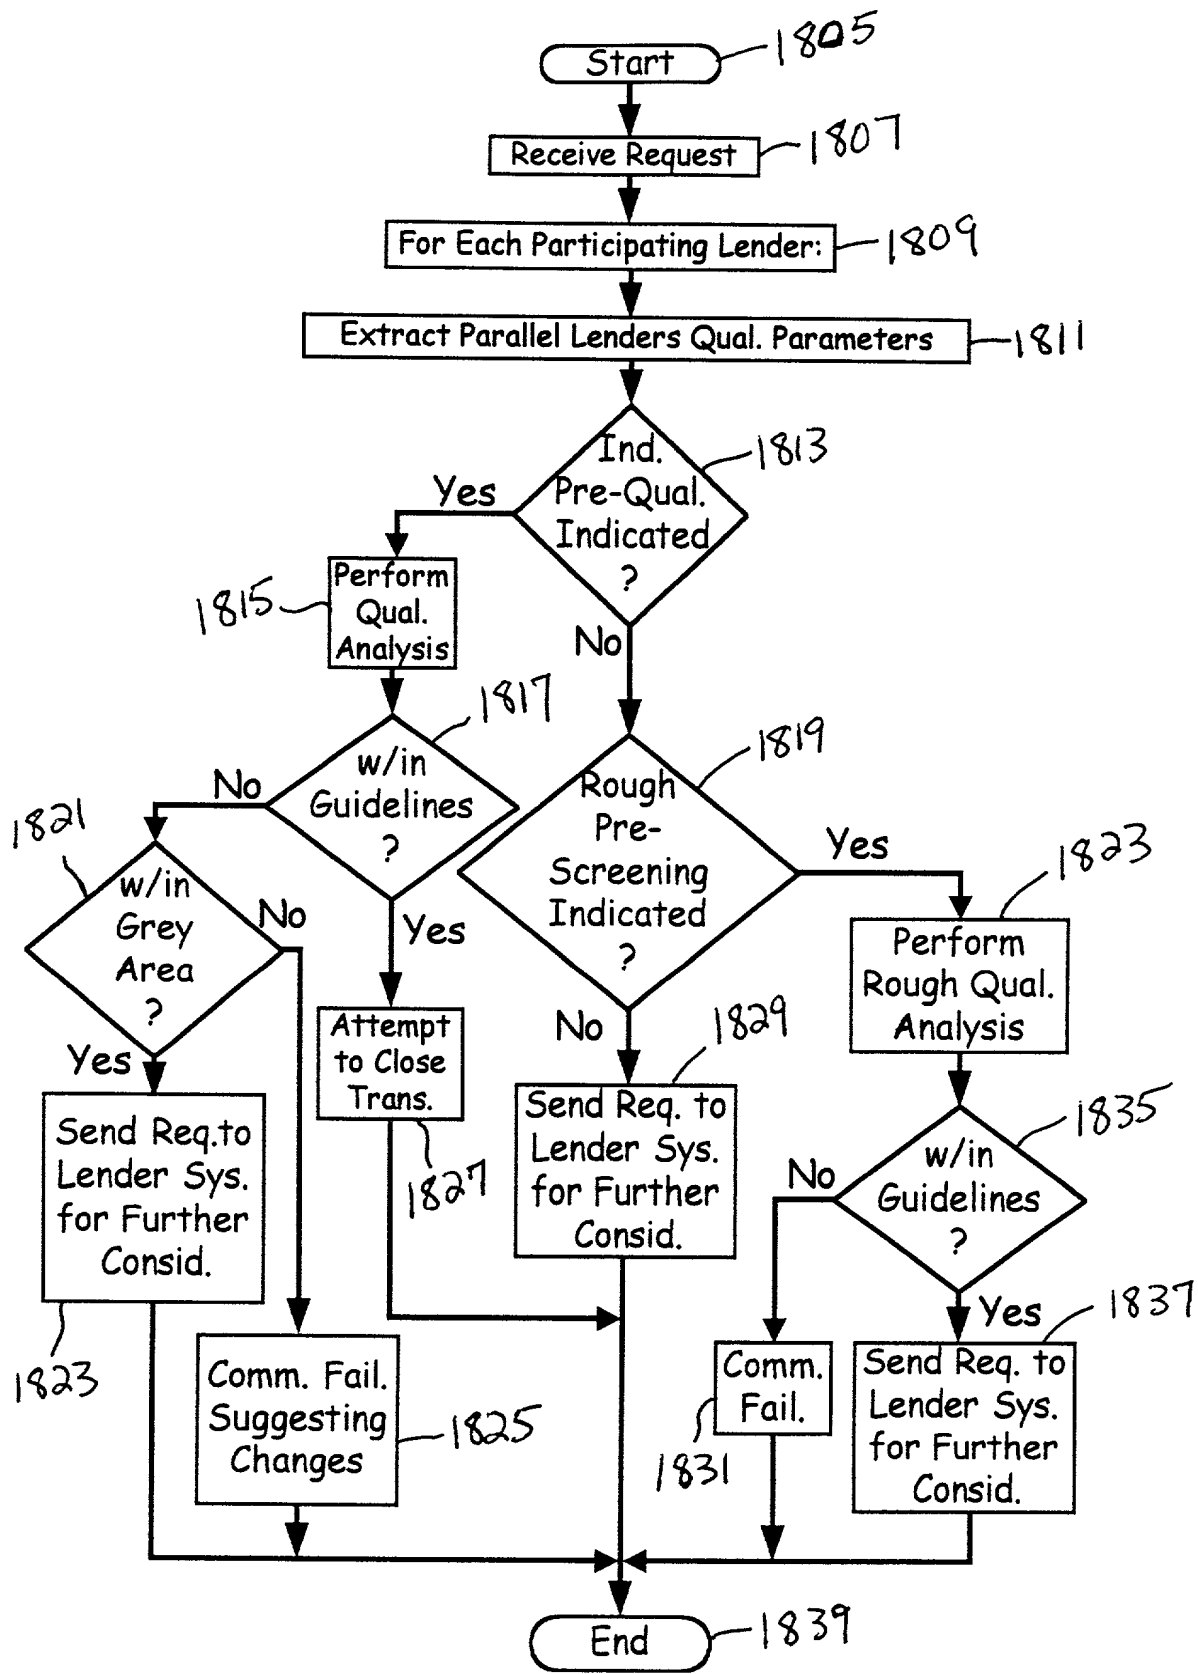 Start
1805
Receive Request
1807
For Each Participating Lender:
1809
Extract Parallel Lenders Qual. Parameters
1811
Ind.
Pre-Qual.
Indicated
?
1813
Yes
No
Perform
Qual.
Analysis
1815
w/in
Guidelines
?
1817
No
Yes
w/in
Grey
Area
?
1821
No
Yes
Rough
Pre-
Screening
Indicated
?
1819
Yes
No
Perform
Rough Qual.
Analysis
1823
Attempt
to Close
Trans.
1827
Send Req. to
Lender Sys.
for Further
Consid.
1829
Send Req.to
Lender Sys.
for Further
Consid.
1823
w/in
Guidelines
?
1835
No
Yes
Comm. Fail.
Suggesting
Changes
1825
Comm.
Fail.
1831
Send Req. to
Lender Sys.
for Further
Consid.
1837
End
1839